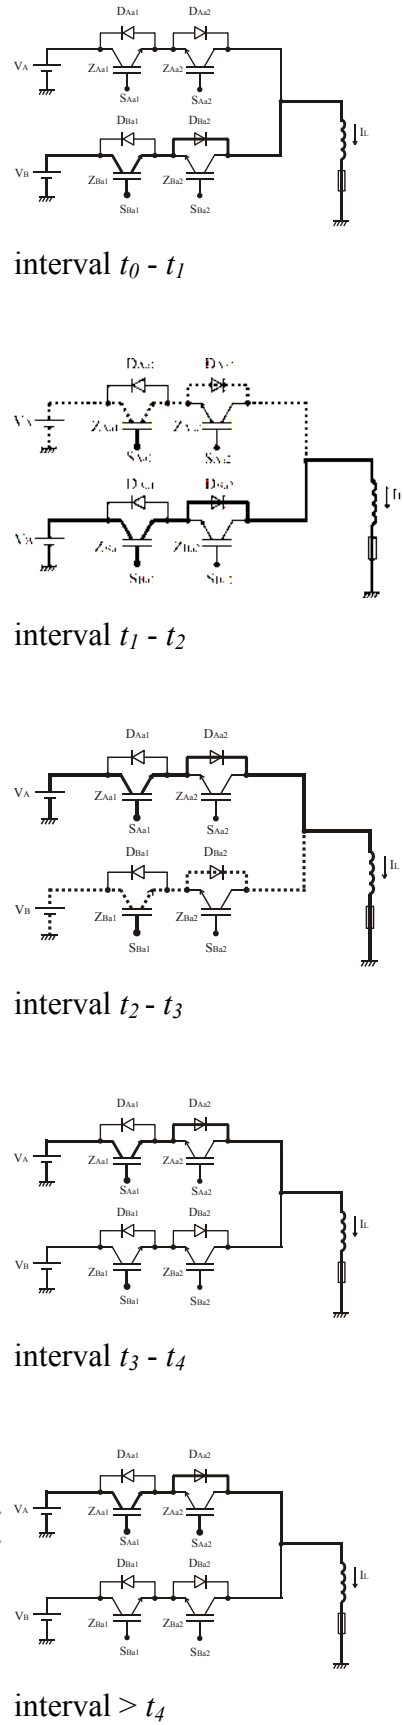 DAa1 DAa2
VA ZAa1 ZAa2
SAa1 SAa2
DBa1 DBa2 IL
VB ZBa1 ZBa2
SBa1 SBa2
interval t0 - t1
interval t1 - t2
DAa1 DAa2
VA ZAa1 ZAa2
SAa1 SAa2
DBa1 DBa2 IL
VB ZBa1 ZBa2
SBa1 SBa2
interval t2 - t3
DAa1 DAa2
VA ZAa1 ZAa2
SAa1 SAa2
DBa1 DBa2 IL
VB ZBa1 ZBa2
SBa1 SBa2
interval t3 - t4
DAa1 DAa2
VA ZAa1 ZAa2
SAa1 SAa2
DBa1 DBa2 IL
VB ZBa1 ZBa2
SBa1 SBa2
interval > t4